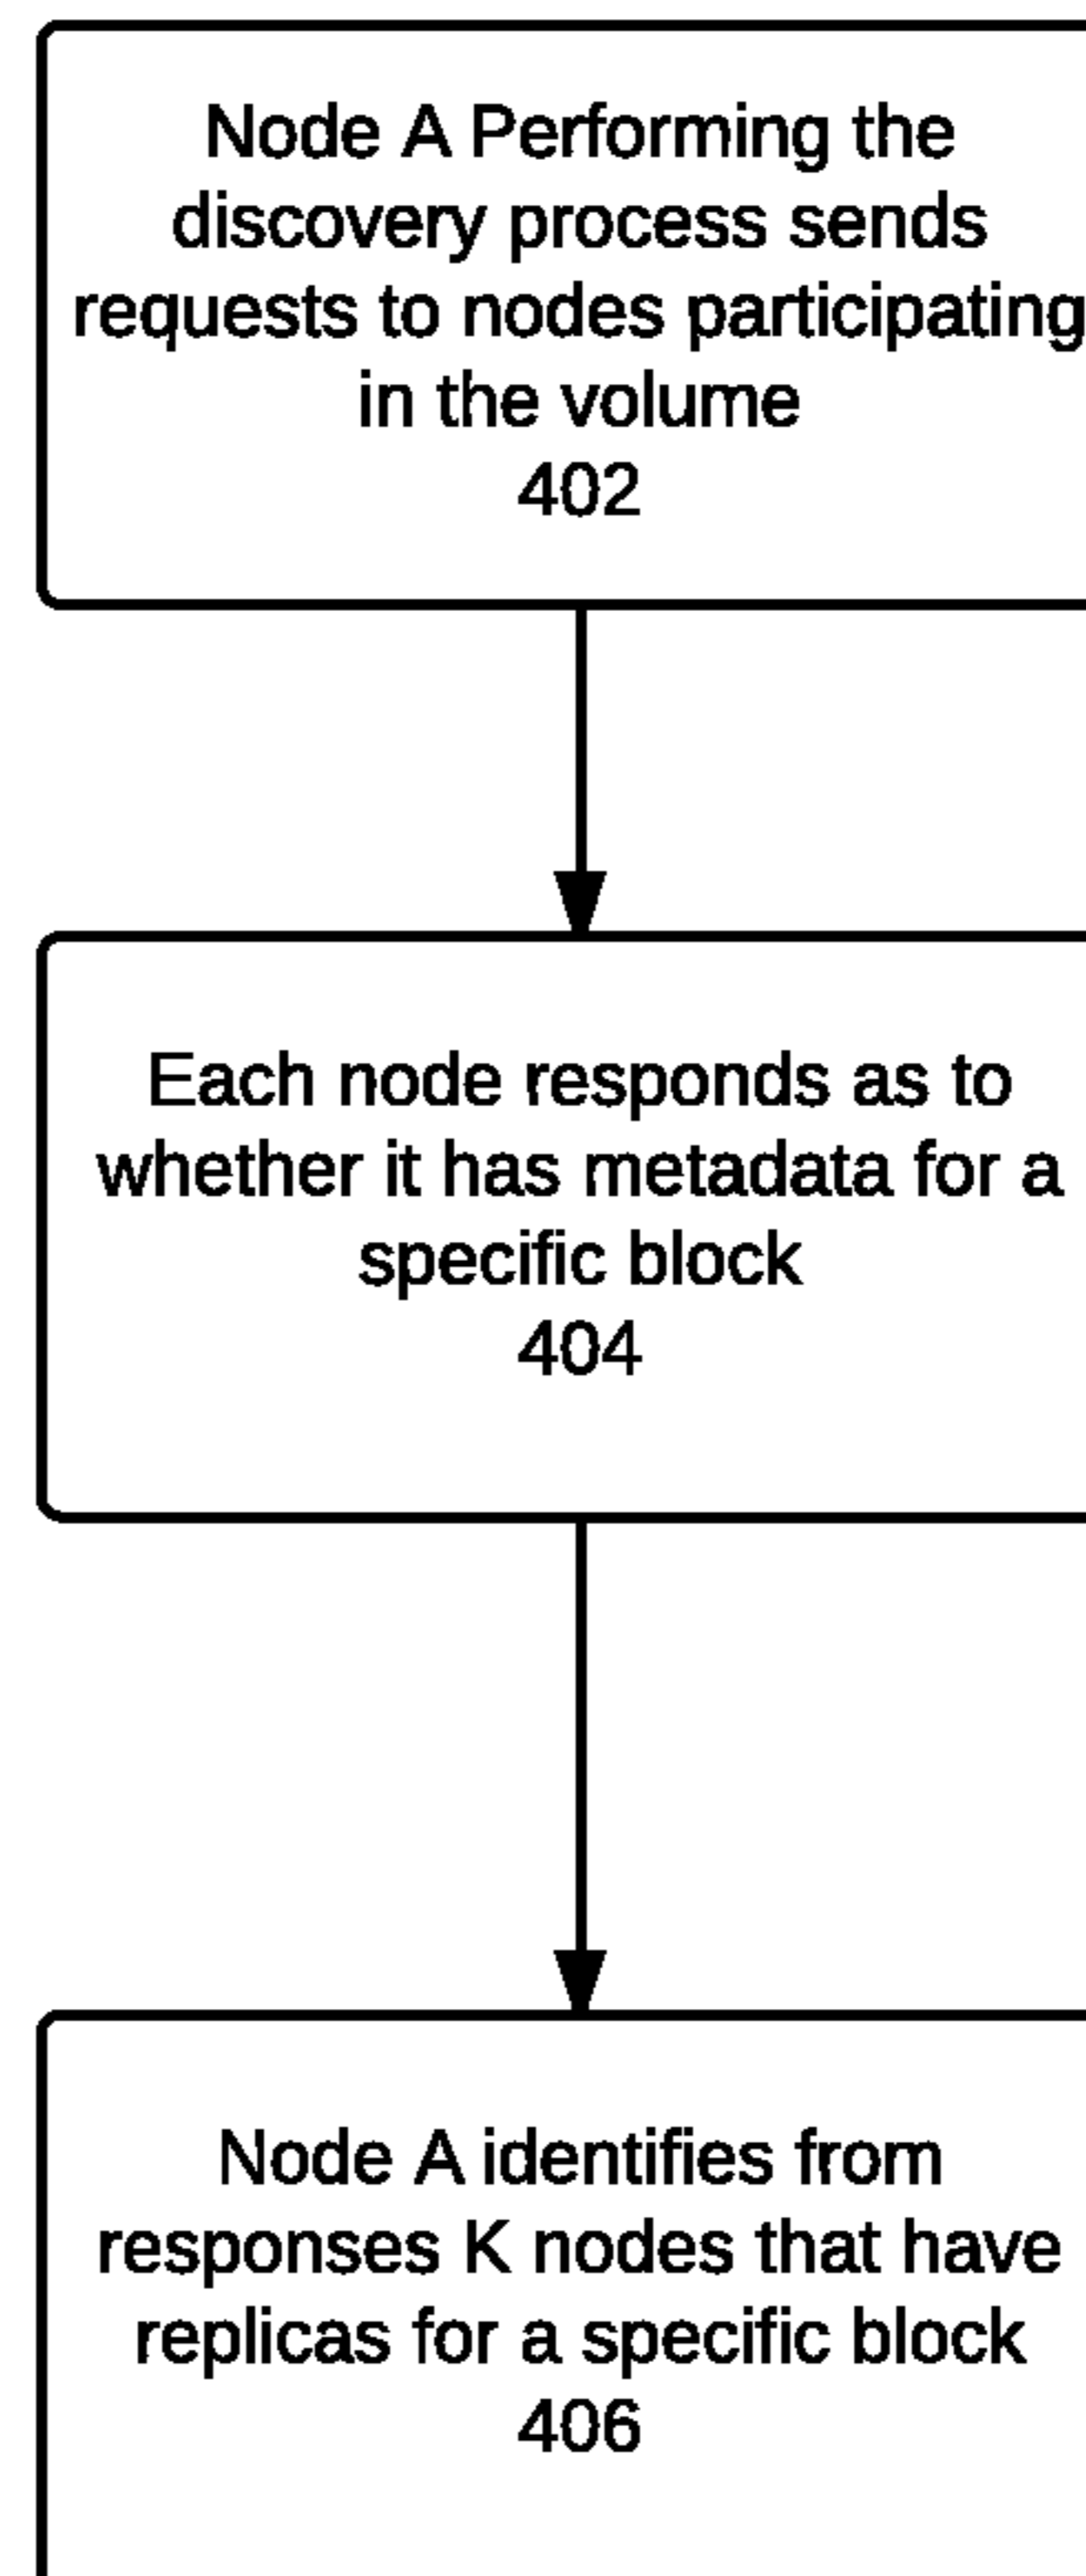 Node A Performing the
discovery process sends
requests to nodes participating
in the volume
402
Each node responds as to
whether it has metadata for a
specific block
404
Node A identifies from
responses K nodes that have
replicas for a specific block
406